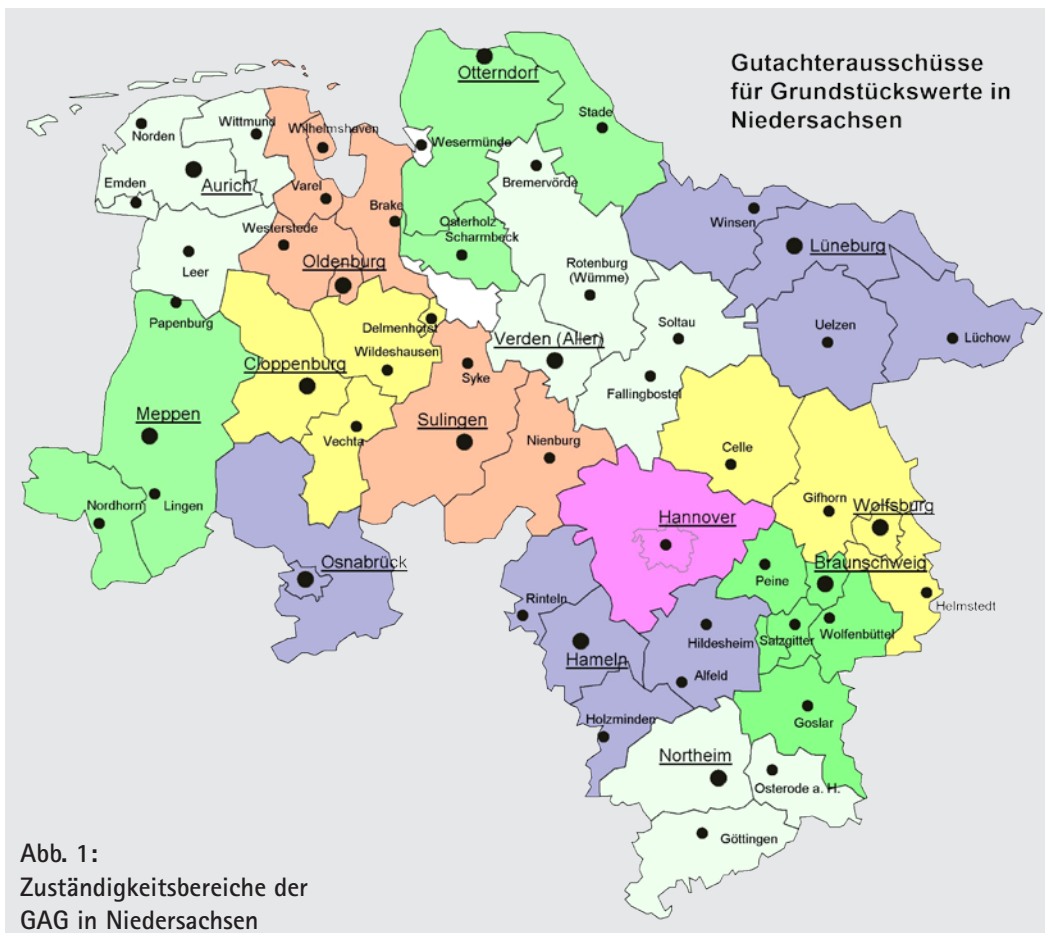 Gutachterausschüsse
für Grundstückswerte in
Niedersachsen
Otterndorf
Stade
Norden
Wittmund
Wilhelmshaven
Wesermünde
Aurich
Emden
Varel
Bremervörde
Brake
Winsen
Westerstede
Osterholz-
Scharmbeck
Lüneburg
Leer
Oldenburg
Rotenburg
(Wümme)
Papenburg
Delmenhorst
Wildeshausen
Verden (Aller)
Soltau
Uelzen
Lüchow
Cloppenburg
Syke
Fallingbostel
Meppen
Vechta
Sulingen
Nienburg
Celle
Nordhorn
Lingen
Hannover
Gifhorn
Wolfsburg
Osnabrück
Peine
Braunschweig
Rinteln
Helmstedt
Hildesheim
Salzgitter
Wolfenbüttel
Hameln
Alfeld
Holzminden
Goslar
Northeim
Osterode a. H.
Göttingen
Abb. 1:
Zuständigkeitsbereiche der
GAG in Niedersachsen